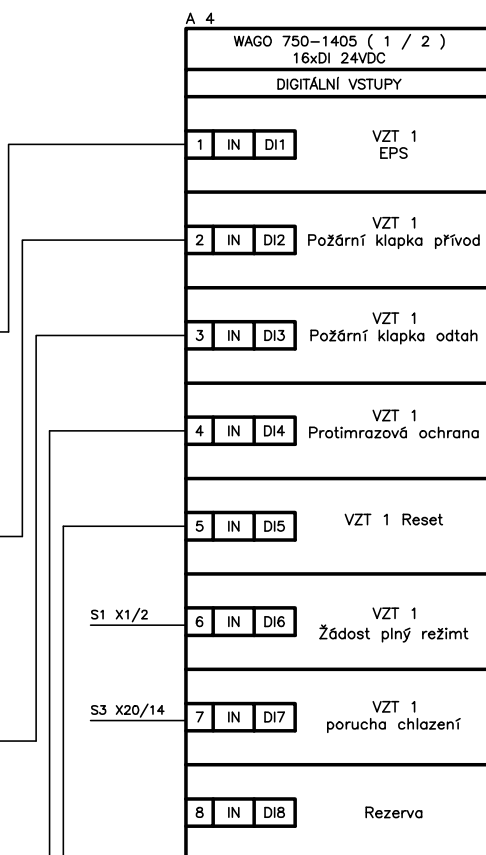 A 4
WAGO 750-1405 ( 1 / 2 )
16xDI 24VDC
DIGITÁLNÍ VSTUPY
1 IN DI1
VZT 1
EPS
2 IN DI2
VZT 1
Požární klapka přívod
3 IN DI3
VZT 1
Požární klapka odtah
4 IN DI4
VZT 1
Protimrazová ochrana
5 IN DI5
VZT 1 Reset
S1 X1/2
6 IN DI6
VZT 1
Žádost plný režimt
S3 X20/14
7 IN DI7
VZT 1
porucha chlazení
8 IN DI8
Rezerva